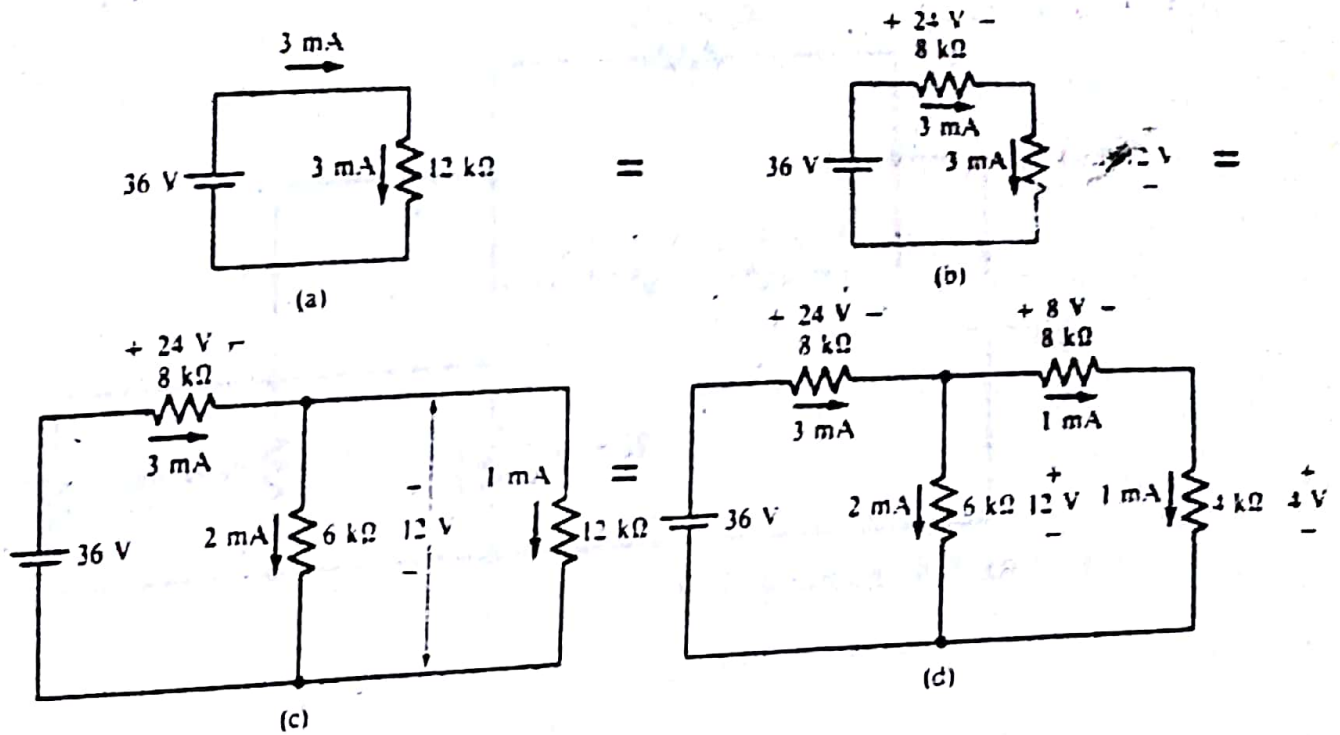 3 mA
36 V
3 mA
12 kΩ
=
(a)
+ 24 V −
8 kΩ
3 mA
36 V
3 mA
V
−
=
(b)
+ 24 V −
8 kΩ
3 mA
36 V
2 mA
6 kΩ
−
12 V
−
1 mA
12 kΩ
=
(c)
+ 24 V −
8 kΩ
3 mA
+ 8 V −
8 kΩ
1 mA
36 V
2 mA
6 kΩ
+
12 V
−
1 mA
4 kΩ
+
4 V
−
(d)